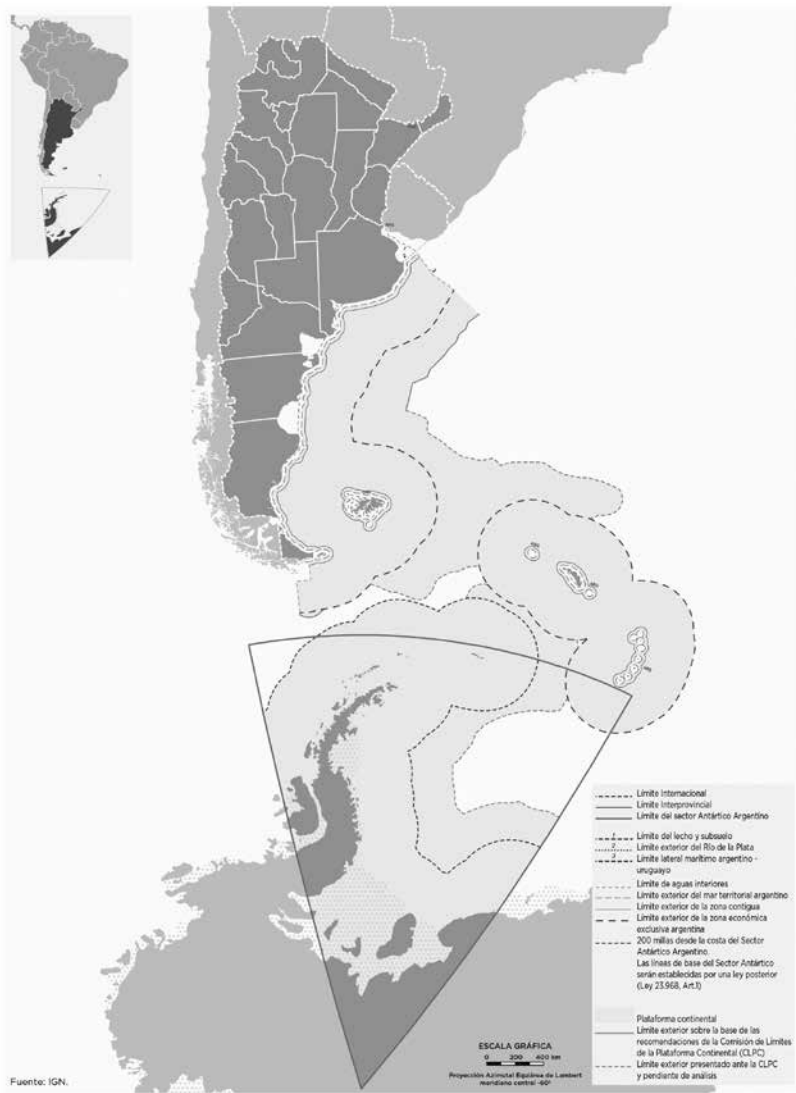 Límite Internacional
Límite Interprovincial
Límite del sector Antártico Argentino
1
Límite del lecho y subsuelo
2
Límite exterior del Río de la Plata
3
Límite lateral marítimo argentino -
uruguayo
Límite de aguas interiores
Límite exterior del mar territorial argentino
Límite exterior de la zona contigua
Límite exterior de la zona económica
exclusiva argentina
200 millas desde la costa del Sector
Antártico Argentino.
Las líneas de base del Sector Antártico
serán establecidas por una ley posterior
(Ley 23.968, Art.1)
Plataforma continental
Límite exterior sobre la base de las
recomendaciones de la Comisión de Límites
de la Plataforma Continental (CLPC)
Límite exterior presentado ante la CLPC
y pendiente de análisis
ESCALA GRÁFICA
0 200 400 km
Proyección Azimutal Equiárea de Lambert
meridiano central -60º
Fuente: IGN.